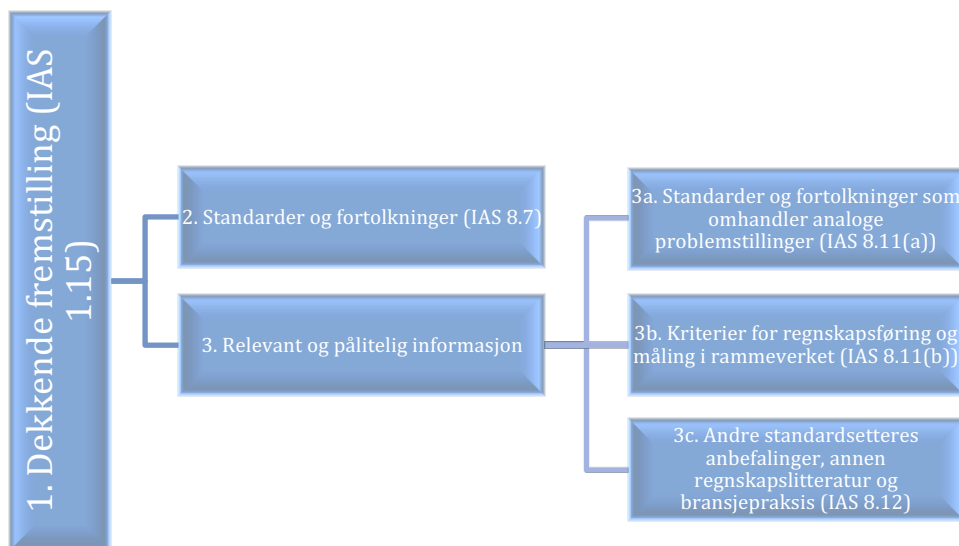 1. Dekkende fremstilling (IAS
1.15)
2. Standarder og fortolkninger (IAS 8.7)
3. Relevant og pålitelig informasjon
3a. Standarder og fortolkninger som
omhandler analoge
problemstillinger (IAS 8.11(a))
3b. Kriterier for regnskapsføring og
måling i rammeverket (IAS 8.11(b))
3c. Andre standardsetteres
anbefalinger, annen
regnskapslitteratur og
bransjepraksis (IAS 8.12)